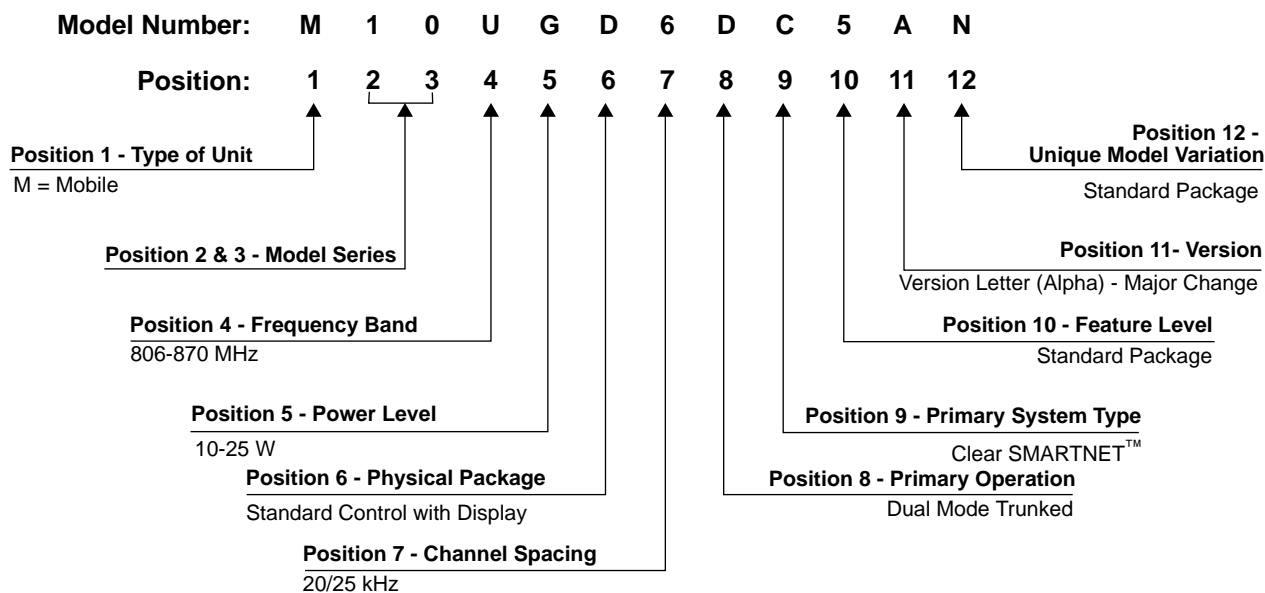 Model Number: M 1 0 U G D 6 D C 5 A N
Position: 1 2 3 4 5 6 7 8 9 10 11 12
Position 1 - Type of Unit
M = Mobile
Position 12 -
Unique Model Variation
Standard Package
Position 2 & 3 - Model Series
Position 11- Version
Version Letter (Alpha) - Major Change
Position 4 - Frequency Band
806-870 MHz
Position 10 - Feature Level
Standard Package
Position 5 - Power Level
10-25 W
Position 9 - Primary System Type
Clear SMARTNET™
Position 6 - Physical Package
Standard Control with Display
Position 8 - Primary Operation
Dual Mode Trunked
Position 7 - Channel Spacing
20/25 kHz